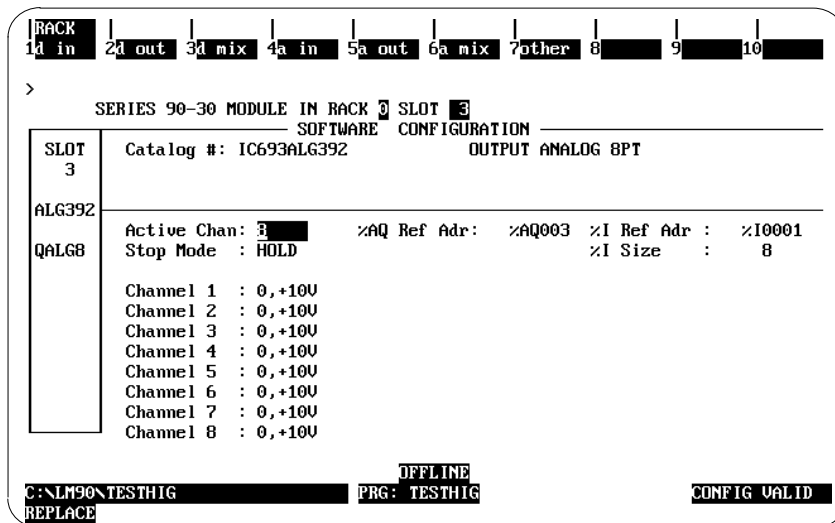 RACK
1d in 2d out 3d mix 4a in 5a out 6a mix 7other 8 9 10
>
SERIES 90-30 MODULE IN RACK 0 SLOT 3
SOFTWARE CONFIGURATION
SLOT Catalog #: IC693ALG392 OUTPUT ANALOG 8PT
3
ALG392
Active Chan: 8 %AQ Ref Adr: %AQ003 %I Ref Adr : %I0001
QALG8 Stop Mode : HOLD %I Size : 8
Channel 1 : 0,+10V
Channel 2 : 0,+10V
Channel 3 : 0,+10V
Channel 4 : 0,+10V
Channel 5 : 0,+10V
Channel 6 : 0,+10V
Channel 7 : 0,+10V
Channel 8 : 0,+10V
OFFLINE
C:\LM90\TESTHIG PRG: TESTHIG CONFIG VALID
REPLACE